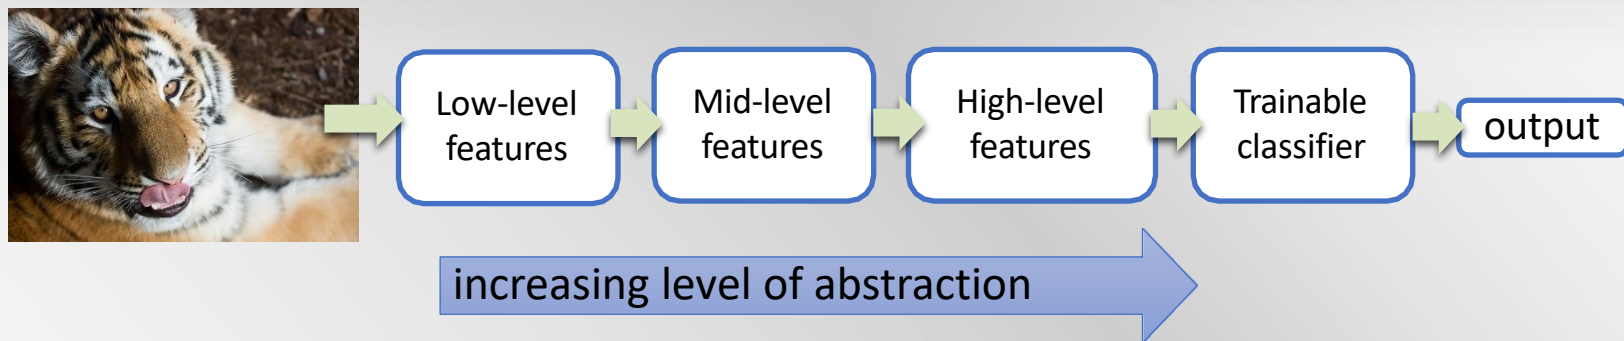 Low-level
features
Mid-level
features
High-level
features
Trainable
classifier
output
increasing level of abstraction